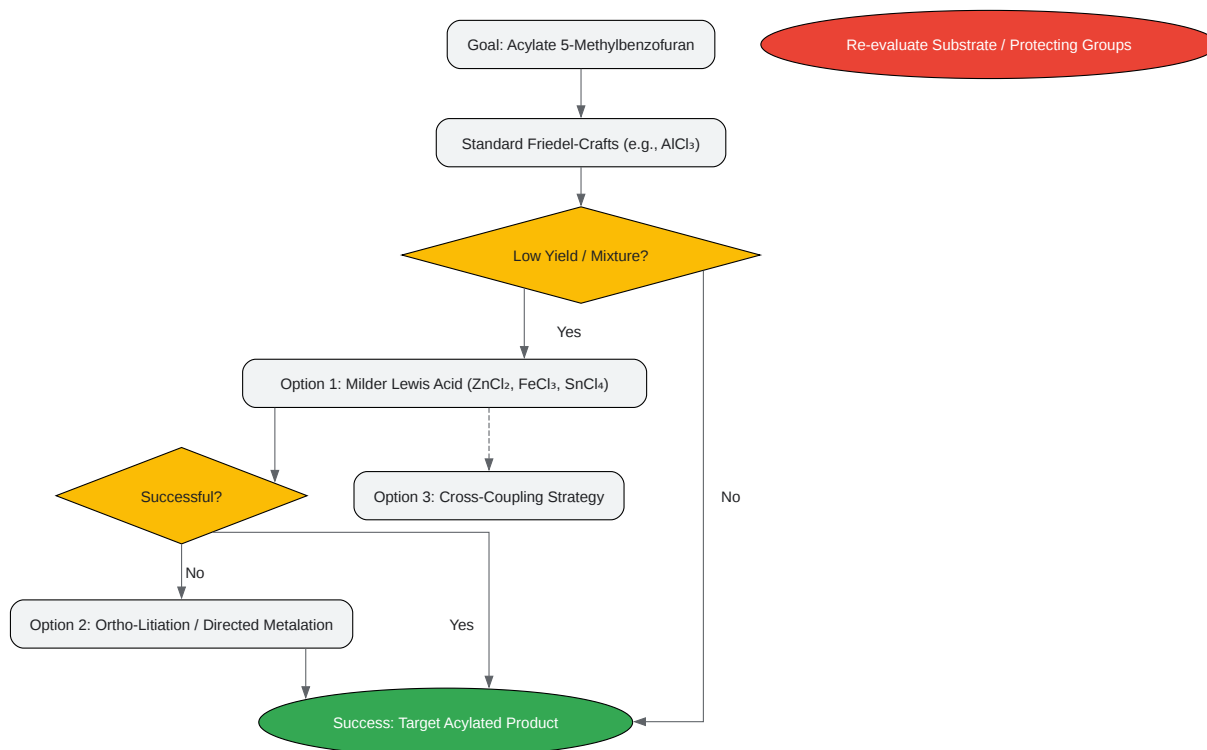 Goal: Acylate 5-Methylbenzofuran
Re-evaluate Substrate / Protecting Groups
Standard Friedel-Crafts (e.g., AlCl₃)
Low Yield / Mixture?
Yes
Option 1: Milder Lewis Acid (ZnCl₂, FeCl₃, SnCl₄)
Successful?
Option 3: Cross-Coupling Strategy
No
No
Option 2: Ortho-Litiation / Directed Metalation
Yes
Success: Target Acylated Product